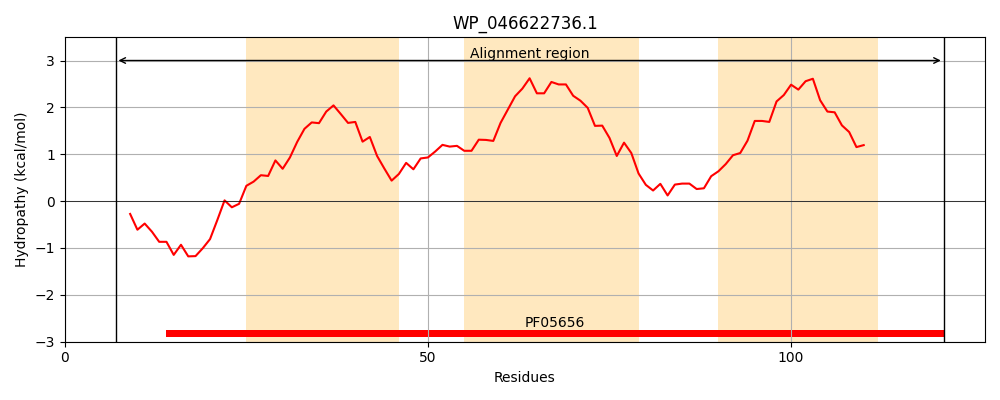 WP_046622736.1
Alignment region
3
2
1
0
−1
−2
−3
Hydropathy (kcal/mol)
PF05656
0
50
100
Residues